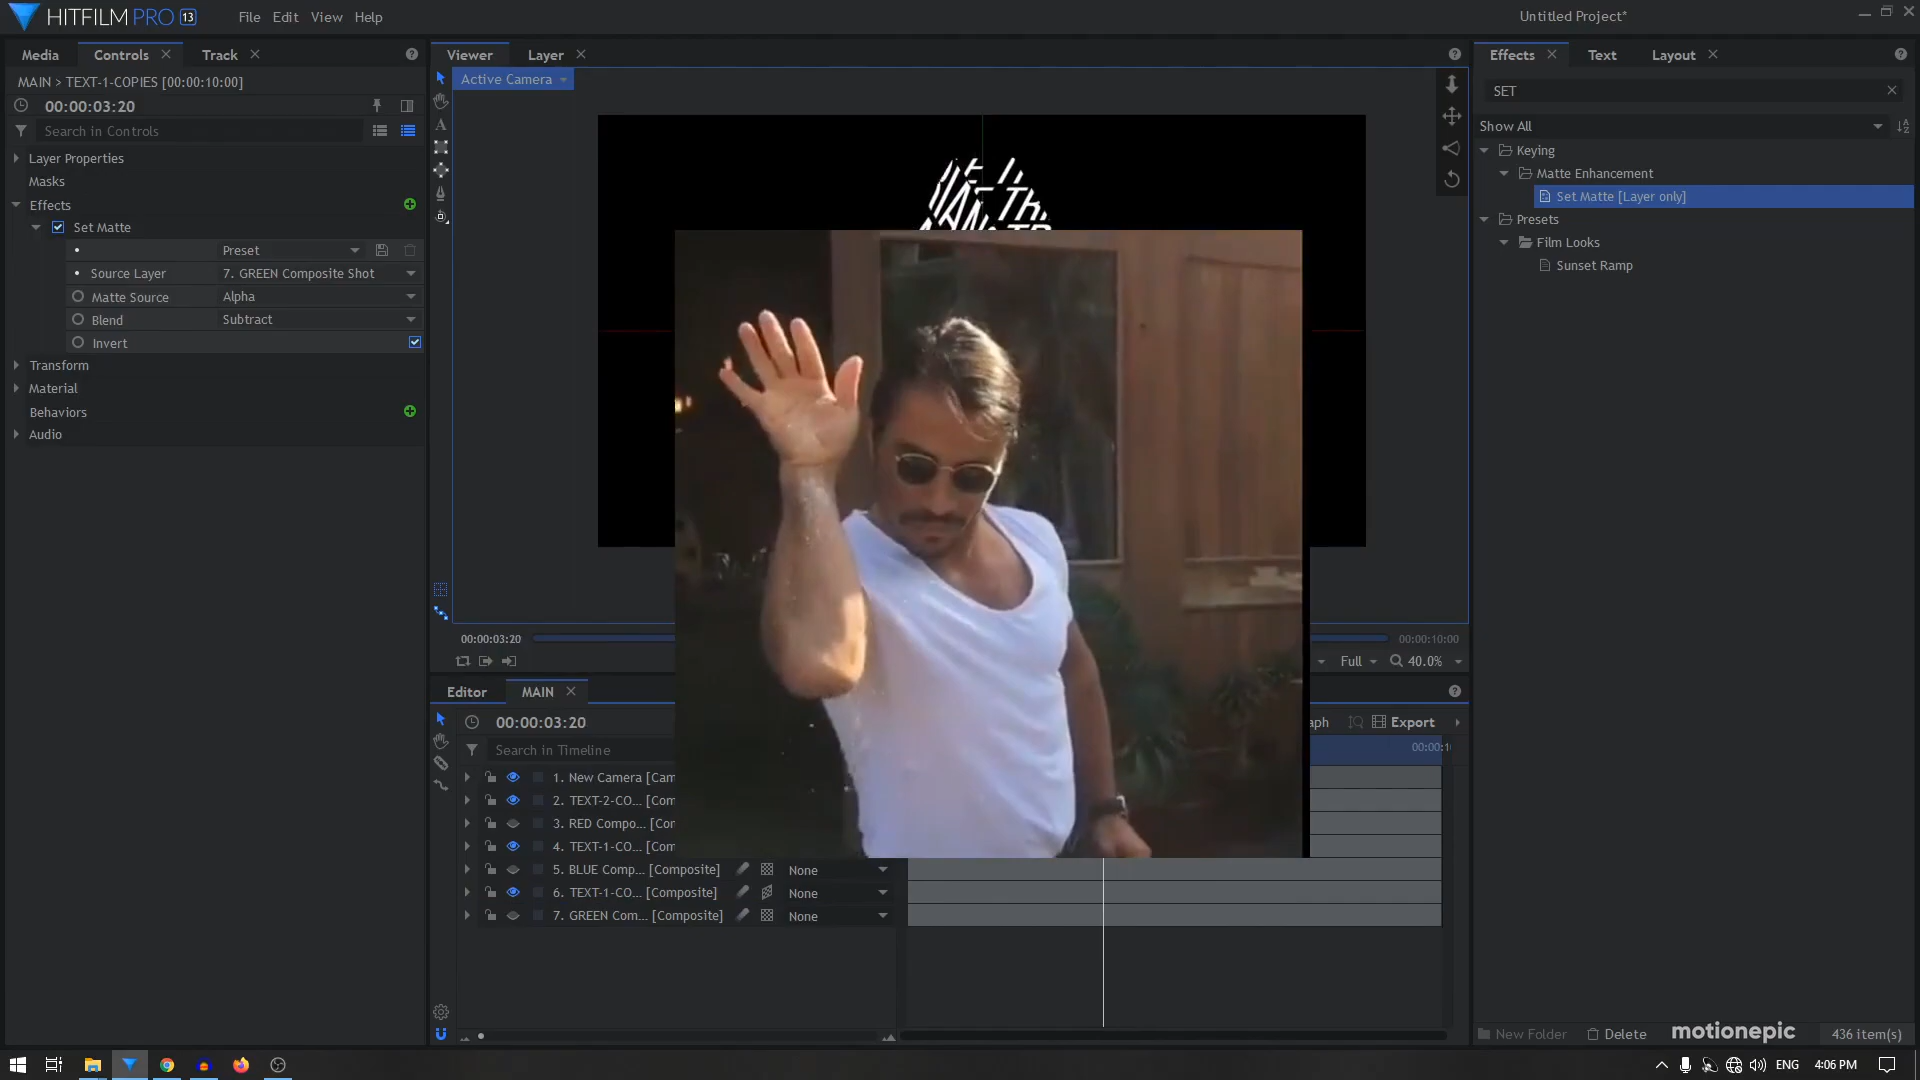 HITFILM PRO 13
File Edit View Help
Untitled Project*
Media Controls Track
MAIN > TEXT-1-COPIES [00:00:10:00]
00:00:03:20
Search in Controls
Layer Properties
Masks
Effects
Set Matte
Preset
Source Layer 7. GREEN Composite Shot
Matte Source Alpha
Blend Subtract
Invert
Transform
Material
Behaviors
Audio
Viewer Layer
Active Camera
00:00:03:20
00:00:10:00
Full 40.0%
Editor MAIN
00:00:03:20
aph Export
Search in Timeline
00:00:1
1. New Camera [Cam
2. TEXT-2-CO... [Com
3. RED Compo... [Con
4. TEXT-1-CO... [Com
5. BLUE Comp... [Composite] None
6. TEXT-1-CO... [Composite] None
7. GREEN Com... [Composite] None
Effects Text Layout
SET
Show All
Keying
Matte Enhancement
Set Matte [Layer only]
Presets
Film Looks
Sunset Ramp
New Folder Delete motionepic 436 item(s)
ENG 4:06 PM